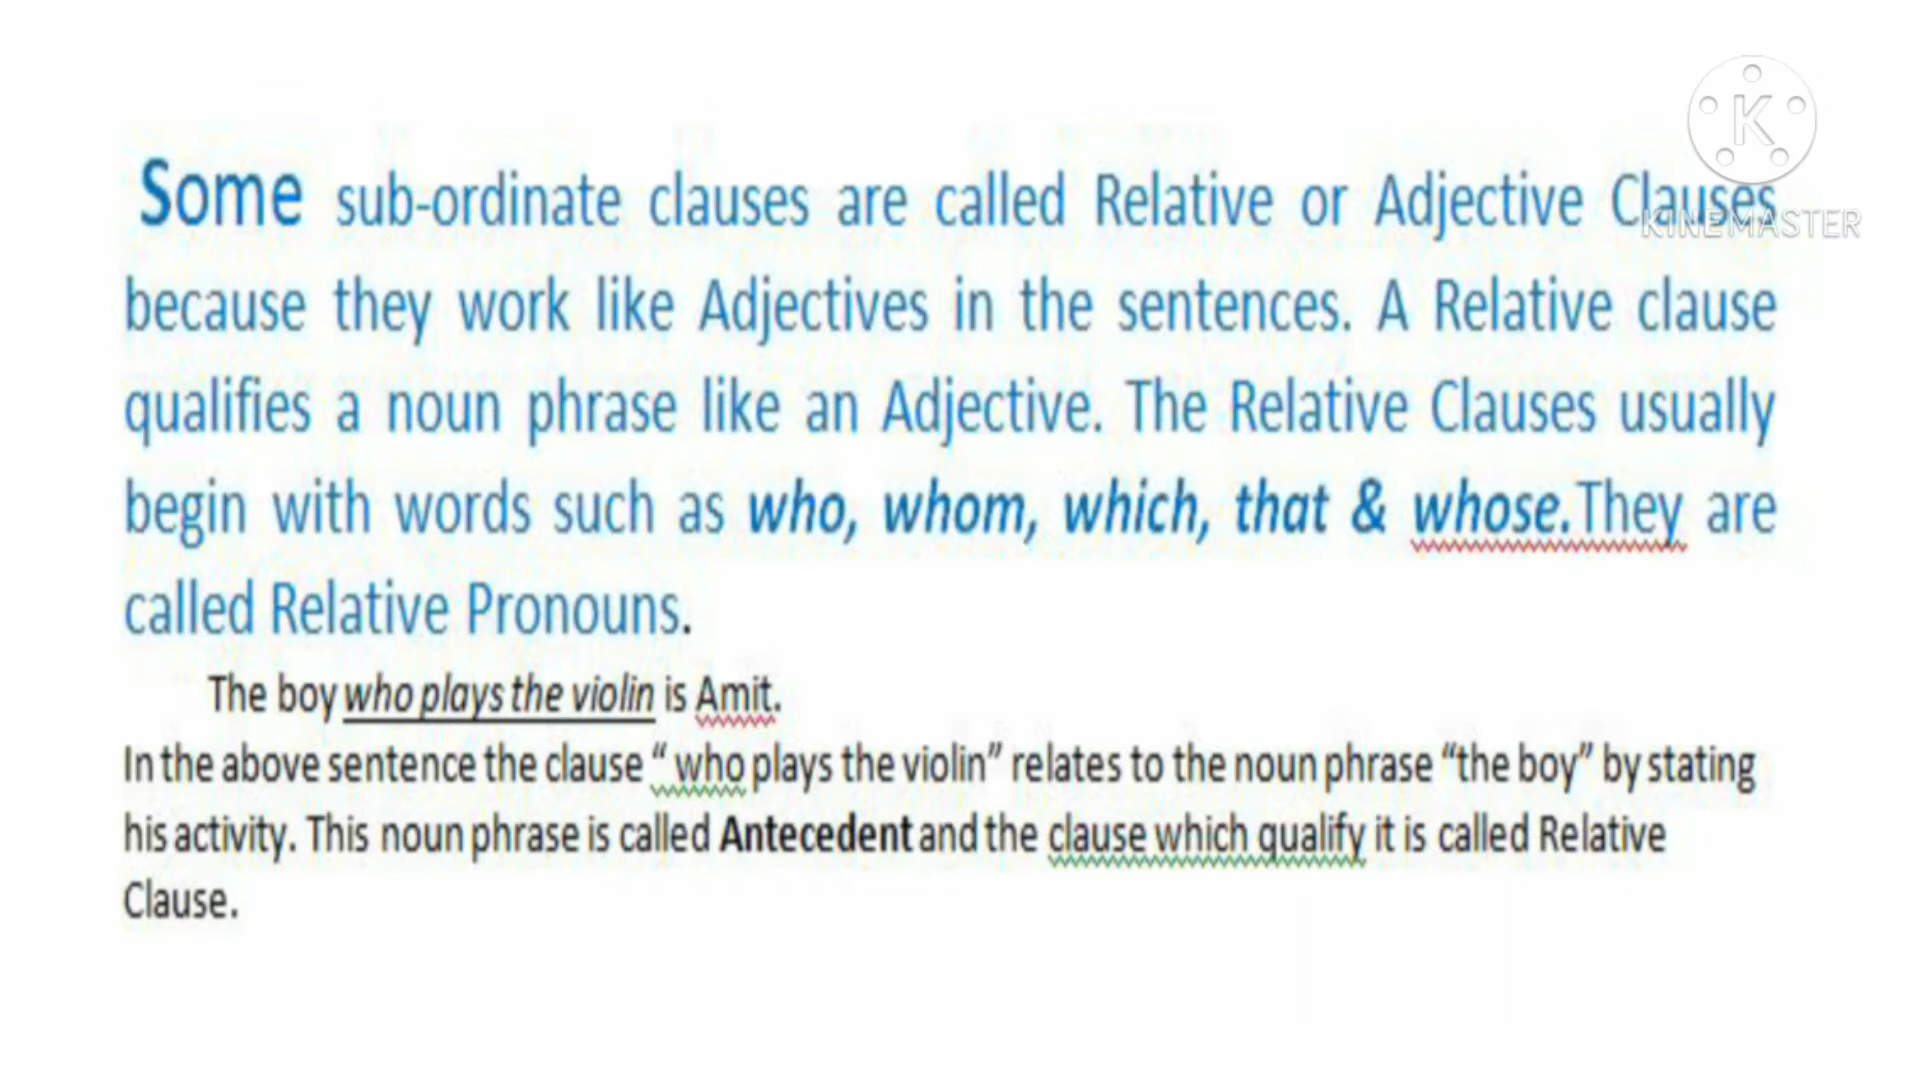 K
KINEMASTER
Some sub-ordinate clauses are called Relative or Adjective Clauses
because they work like Adjectives in the sentences. A Relative clause
qualifies a noun phrase like an Adjective. The Relative Clauses usually
begin with words such as who, whom, which, that & whose.They are
called Relative Pronouns.
The boy who plays the violin is Amit.
In the above sentence the clause “ who plays the violin” relates to the noun phrase “the boy” by stating
his activity. This noun phrase is called Antecedent and the clause which qualify it is called Relative
Clause.